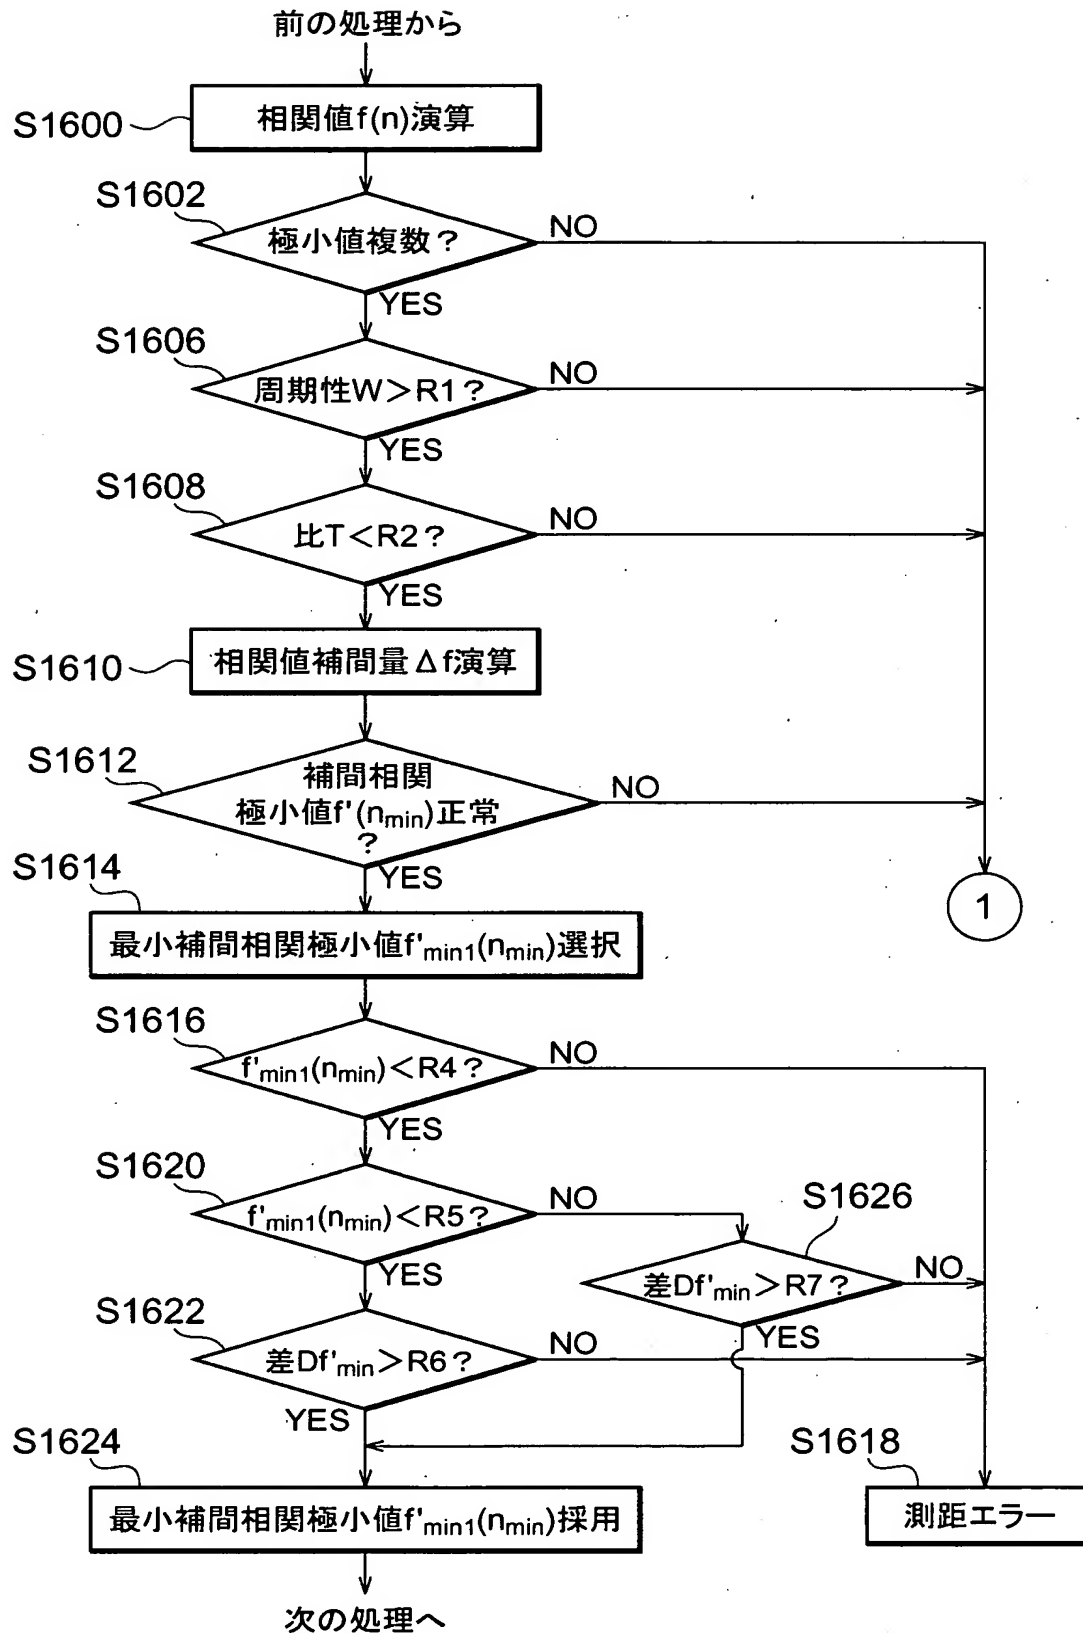 前の処理から
S1600
相関値f(n)演算
S1602
極小値複数？
NO
YES
S1606
周期性W＞R1？
NO
YES
S1608
比T＜R2？
NO
YES
S1610
相関値補間量Δf演算
S1612
補間相関
極小値f'(nmin)正常
？
NO
YES
1
S1614
最小補間相関極小値f'min1(nmin)選択
S1616
f'min1(nmin)＜R4？
NO
YES
S1620
f'min1(nmin)＜R5？
NO
YES
S1626
差Df'min＞R7？
NO
YES
S1622
差Df'min＞R6？
NO
YES
S1624
最小補間相関極小値f'min1(nmin)採用
S1618
測距エラー
次の処理へ